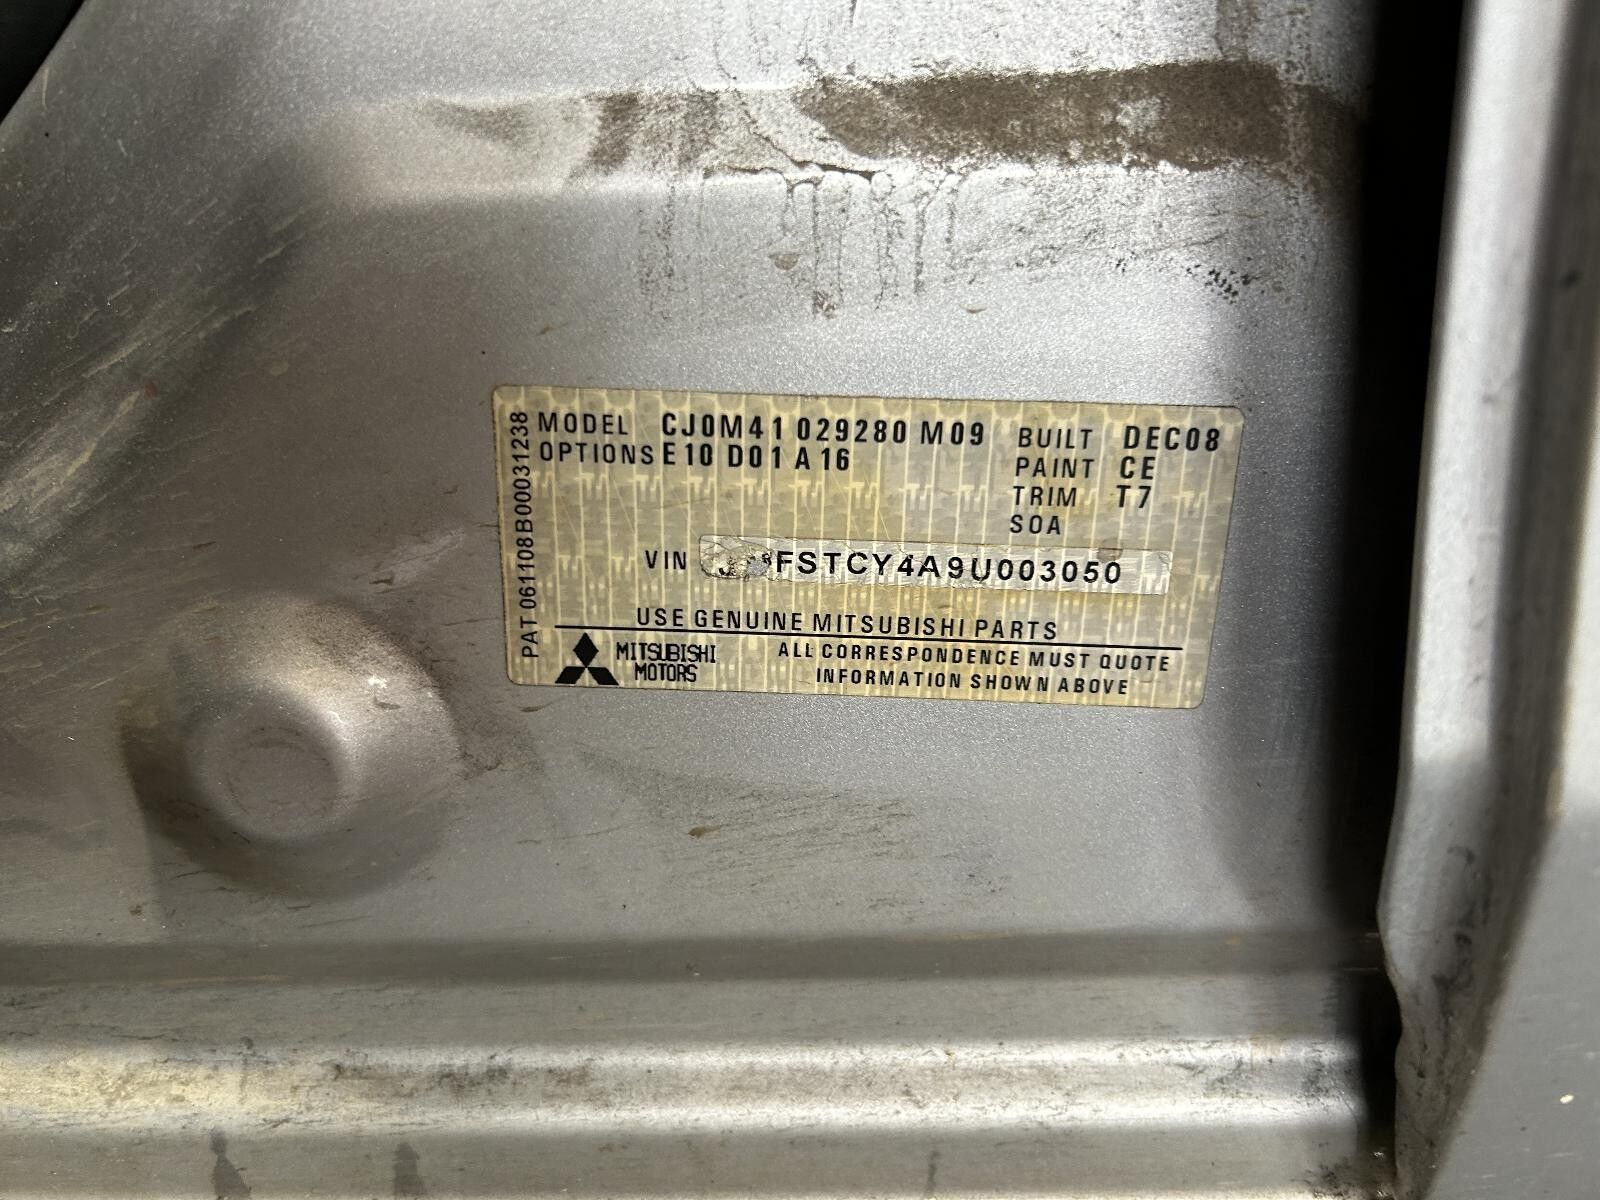 MODEL CJ0M41 029280 M09 BUILT DEC08
OPTIONS E10 D01 A16 PAINT CE
TRIM T7
SOA
VIN FSTCY4A9U003050
USE GENUINE MITSUBISHI PARTS
MITSUBISHI MOTORS
ALL CORRESPONDENCE MUST QUOTE
INFORMATION SHOWN ABOVE
PAT 061108B00031238